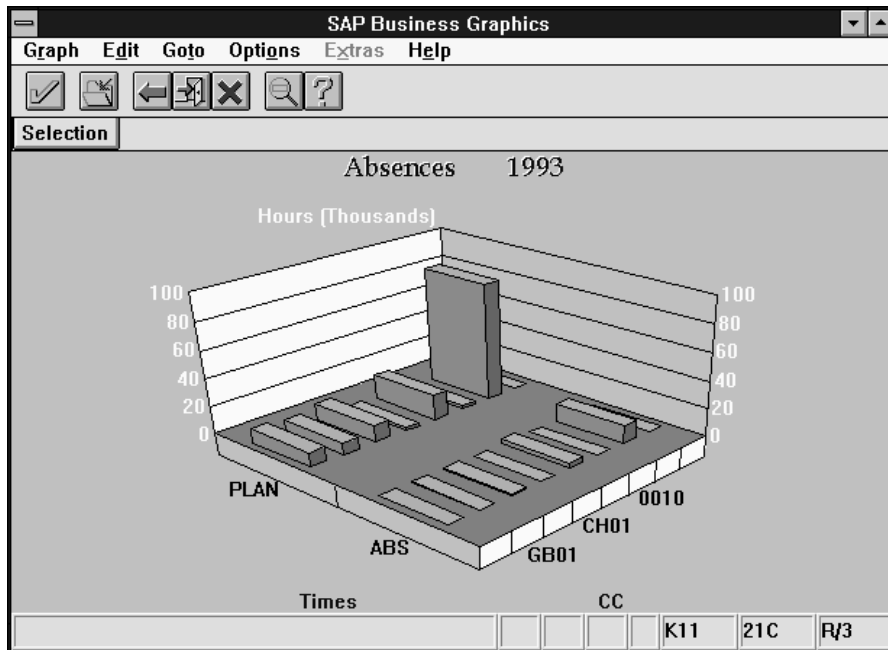 SAP Business Graphics
Graph Edit Goto Options Extras Help
Selection
Absences 1993
Hours (Thousands)
100 100
80 80
60 60
40 40
20 20
0 0
PLAN 0010
CH01
ABS GB01
Times CC
K11 21C R/3